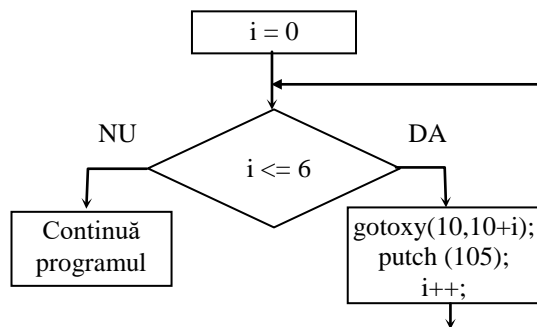 i = 0
NU
DA
i <= 6
Continuă
programul
gotoxy(10,10+i);
putch (105);
i++;